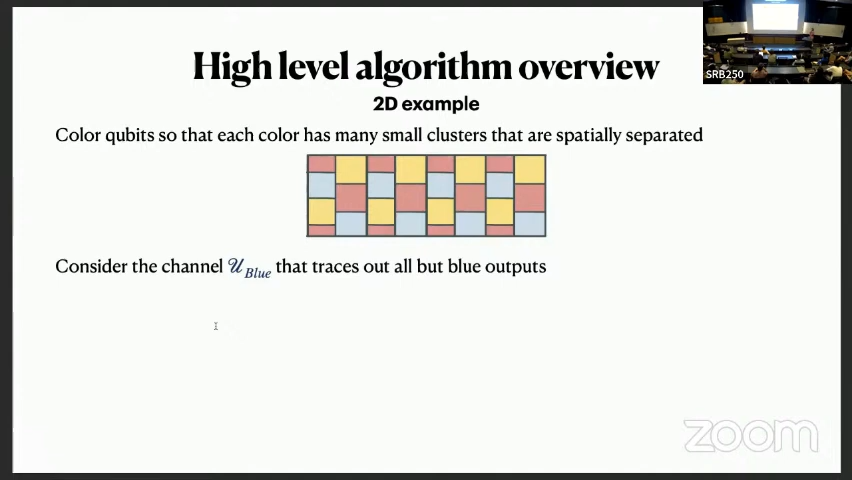 High level algorithm overview
2D example
Color qubits so that each color has many small clusters that are spatially separated
Consider the channel 𝒰_Blue that traces out all but blue outputs
SRB250
zoom